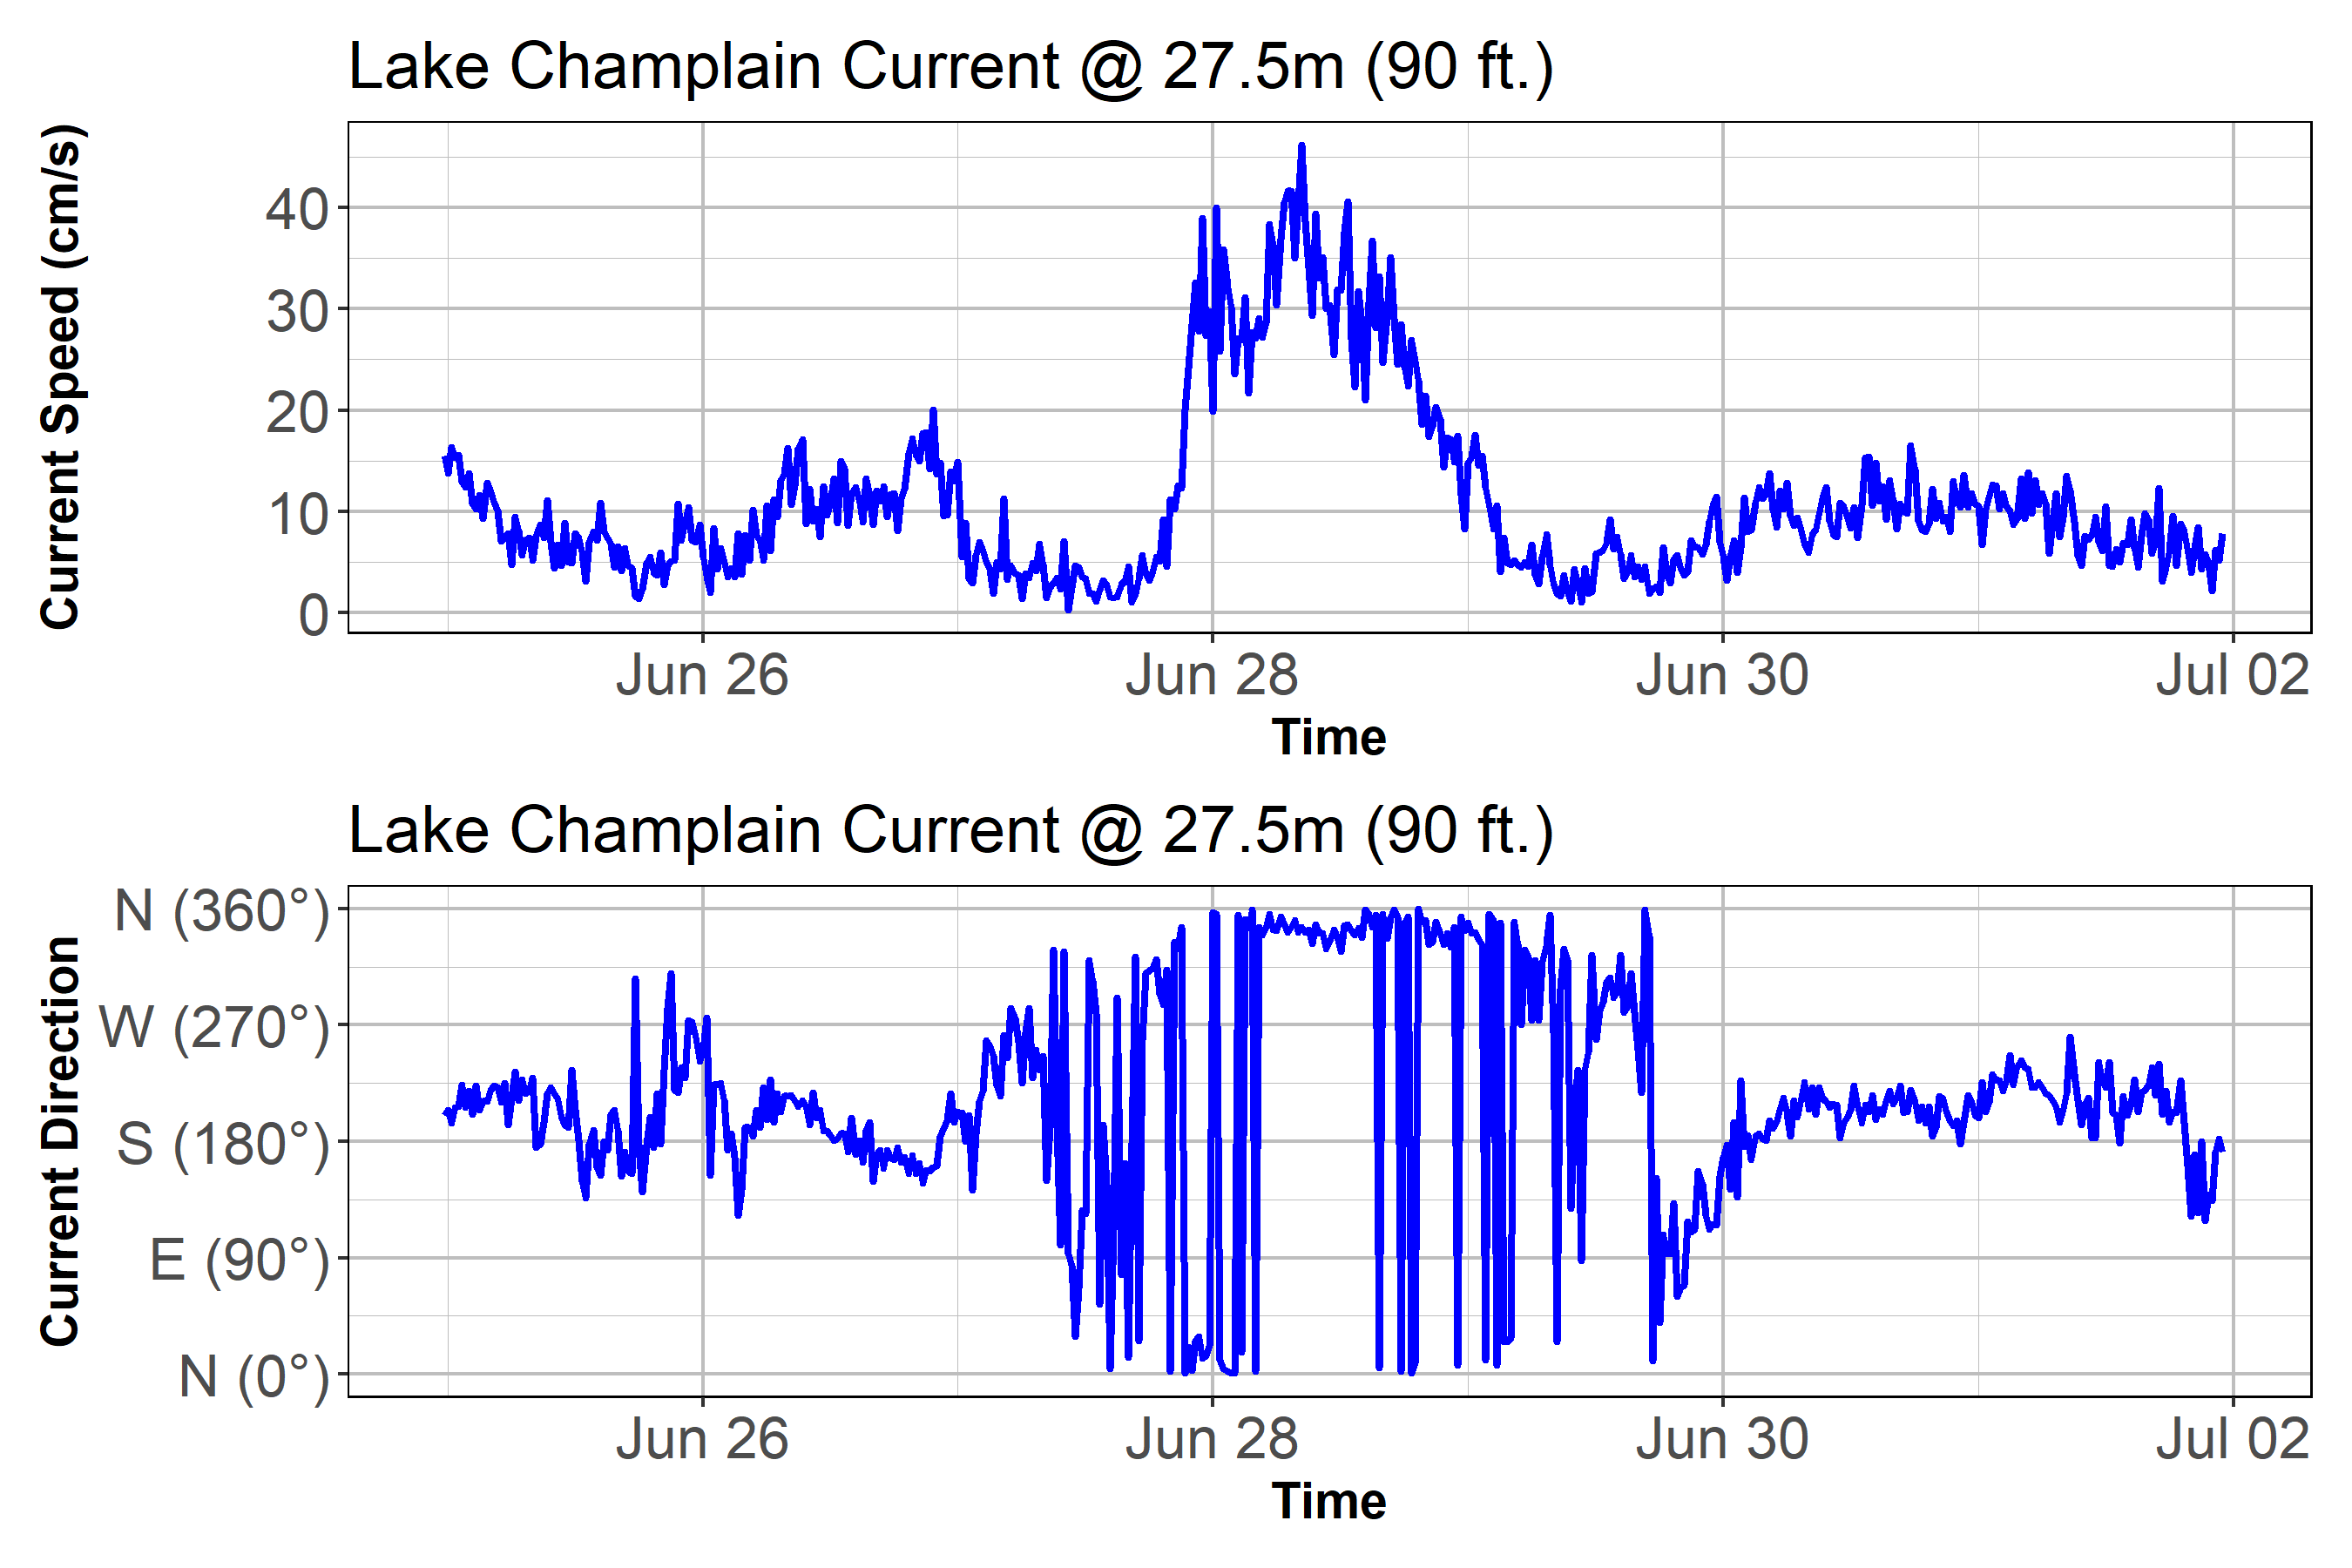 Lake Champlain Current @ 27.5m (90 ft.)
Current Speed (cm/s)
40
30
20
10
0
Jun 26 Jun 28 Jun 30 Jul 02
Time
Lake Champlain Current @ 27.5m (90 ft.)
Current Direction
N (360°)
W (270°)
S (180°)
E (90°)
N (0°)
Jun 26 Jun 28 Jun 30 Jul 02
Time